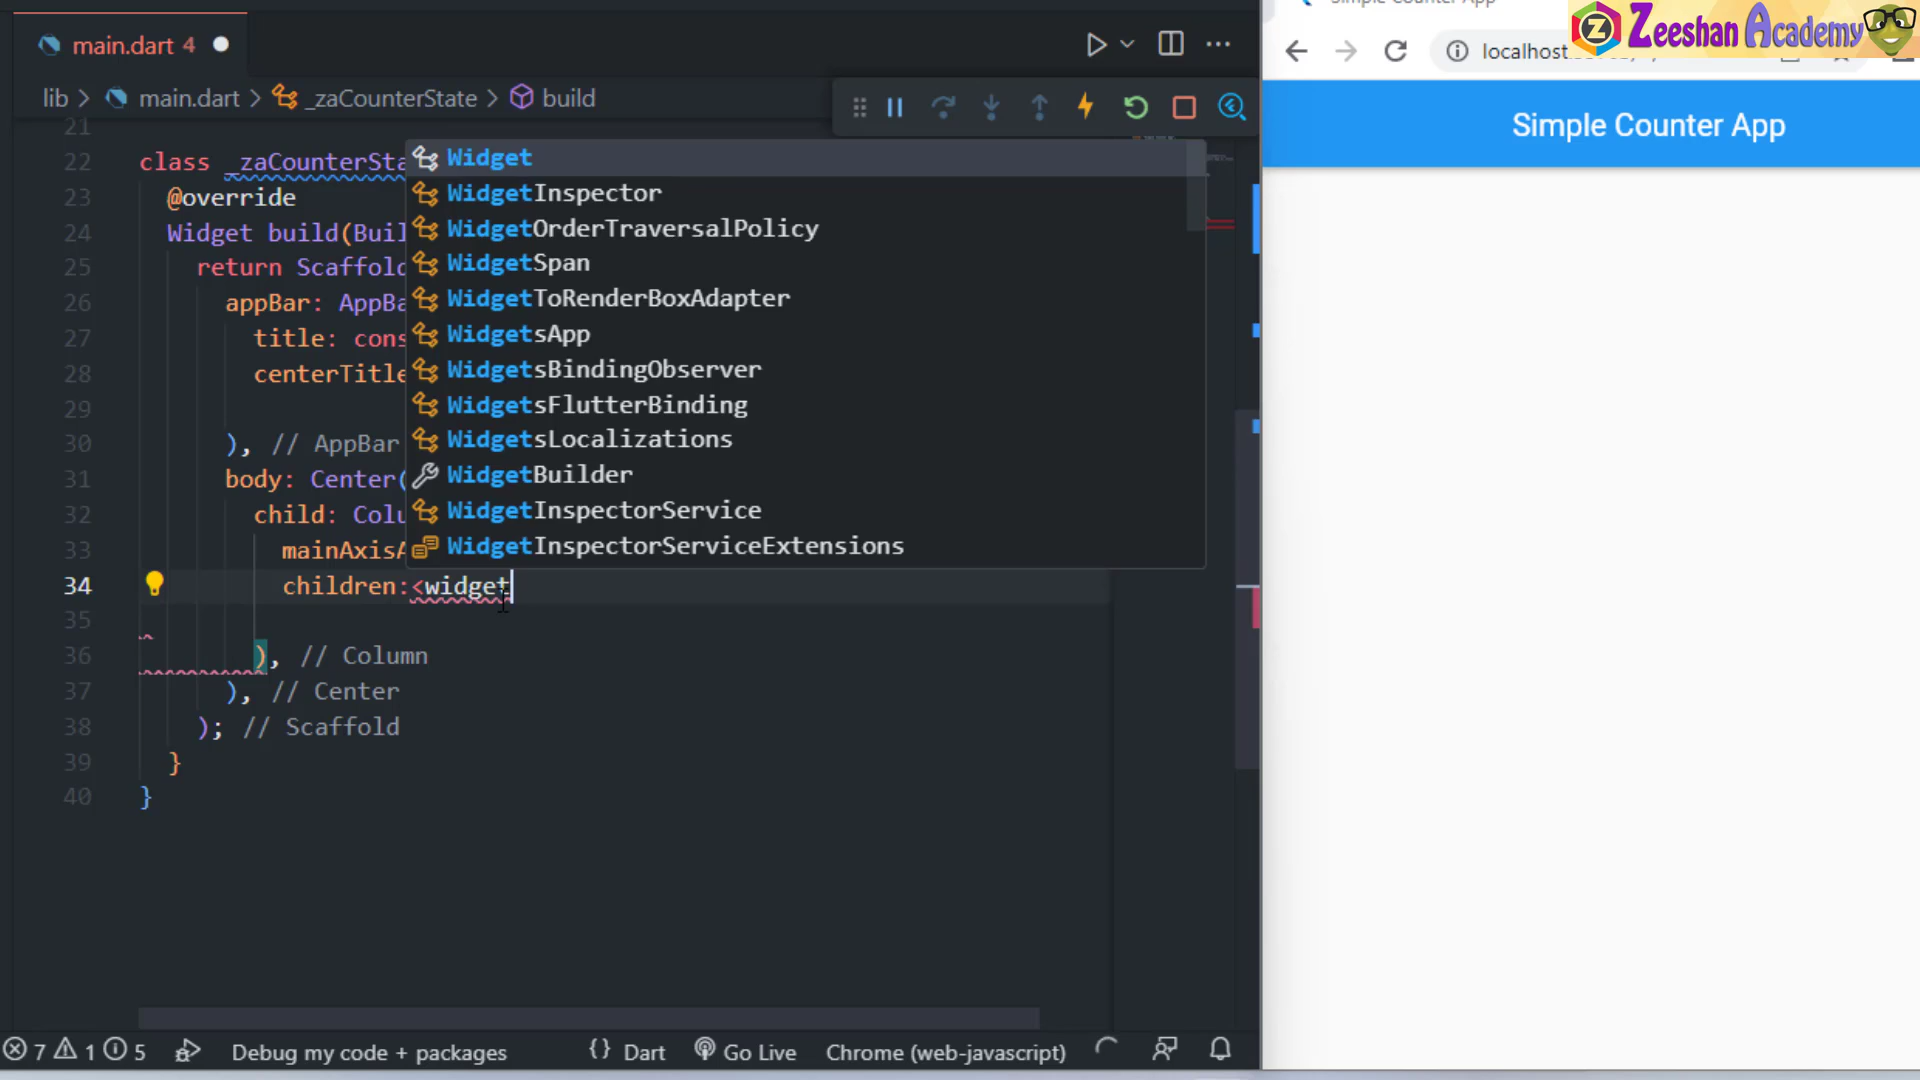 main.dart 4
lib > main.dart > _zaCounterState > build
21
22 class _zaCounterSta
23 @override
24 Widget build(Buil
25 return Scaffold
26 appBar: AppBa
27 title: cons
28 centerTitle
29
30 ), // AppBar
31 body: Center(
32 child: Colu
33 mainAxisA
34 children:<widget
35
36 ), // Column
37 ), // Center
38 ); // Scaffold
39 }
40 }
Widget
WidgetInspector
WidgetOrderTraversalPolicy
WidgetSpan
WidgetToRenderBoxAdapter
WidgetsApp
WidgetsBindingObserver
WidgetsFlutterBinding
WidgetsLocalizations
WidgetBuilder
WidgetInspectorService
WidgetInspectorServiceExtensions
7 1 5 Debug my code + packages {} Dart Go Live Chrome (web-javascript)
Simple Counter App
localhost
Zeeshan Academy
Simple Counter App